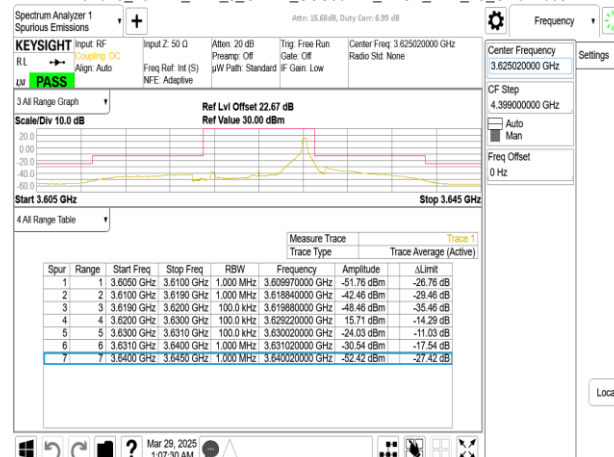 Spectrum Analyzer 1
Spurious Emissions
Attn: 15.68dB, Duty Corr: 6.99 dB
Frequency
KEYSIGHT
Input: RF
Coupling: DC
Align: Auto
Input Z: 50 Ω
Freq Ref: Int (S)
NFE: Adaptive
Atten: 20 dB
Preamp: Off
µW Path: Standard
Trig: Free Run
Gate: Off
IF Gain: Low
Center Freq: 3.625020000 GHz
Radio Std: None
RL
PASS
Center Frequency
3.625020000 GHz
Settings
CF Step
4.399000000 GHz
Auto
Man
Freq Offset
0 Hz
3 All Range Graph
Scale/Div 10.0 dB
Ref Lvl Offset 22.67 dB
Ref Value 30.00 dBm
20.0
0.00
-20.0
-40.0
-60.0
Start 3.605 GHz
Stop 3.645 GHz
4 All Range Table
Measure Trace Trace 1
Trace Type Trace Average (Active)
Spur Range Start Freq Stop Freq RBW Frequency Amplitude ΔLimit
1 1 3.6050 GHz 3.6100 GHz 1.000 MHz 3.609970000 GHz -51.76 dBm -26.76 dB
2 2 3.6100 GHz 3.6190 GHz 1.000 MHz 3.618840000 GHz -42.46 dBm -29.46 dB
3 3 3.6190 GHz 3.6200 GHz 100.0 kHz 3.619880000 GHz -48.46 dBm -35.46 dB
4 4 3.6200 GHz 3.6300 GHz 100.0 kHz 3.629220000 GHz 15.71 dBm -14.29 dB
5 5 3.6300 GHz 3.6310 GHz 100.0 kHz 3.630020000 GHz -24.03 dBm -11.03 dB
6 6 3.6310 GHz 3.6400 GHz 1.000 MHz 3.631020000 GHz -30.54 dBm -17.54 dB
7 7 3.6400 GHz 3.6450 GHz 1.000 MHz 3.640020000 GHz -52.42 dBm -27.42 dB
Mar 29, 2025
1:07:30 AM